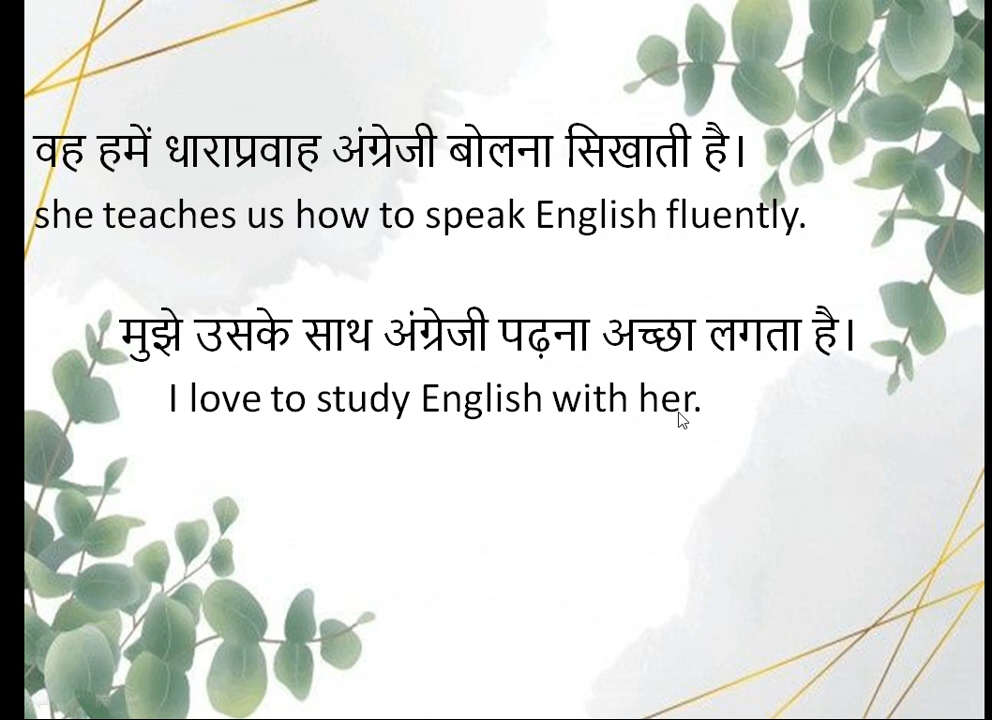 वह हमें धाराप्रवाह अंग्रेजी बोलना सिखाती है।
she teaches us how to speak English fluently.
मुझे उसके साथ अंग्रेजी पढ़ना अच्छा लगता है।
I love to study English with her.